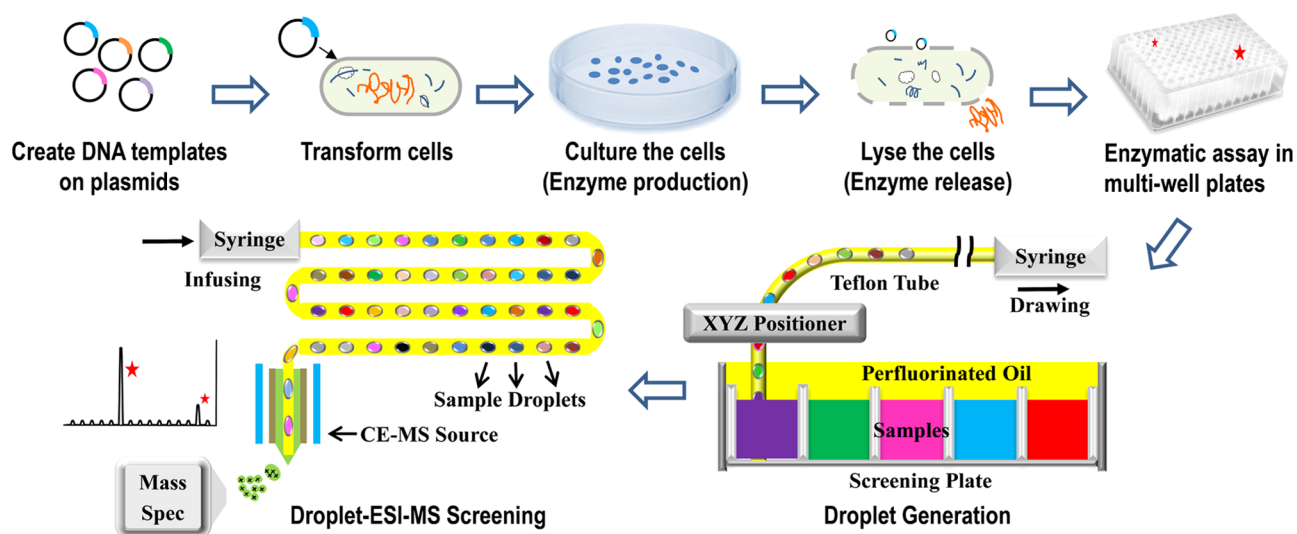 Create DNA templates
on plasmids
Transform cells
Culture the cells
(Enzyme production)
Lyse the cells
(Enzyme release)
Enzymatic assay in
multi-well plates
Syringe
Infusing
Sample Droplets
CE-MS Source
Mass
Spec
Droplet-ESI-MS Screening
Syringe
Drawing
Teflon Tube
XYZ Positioner
Perfluorinated Oil
Samples
Screening Plate
Droplet Generation